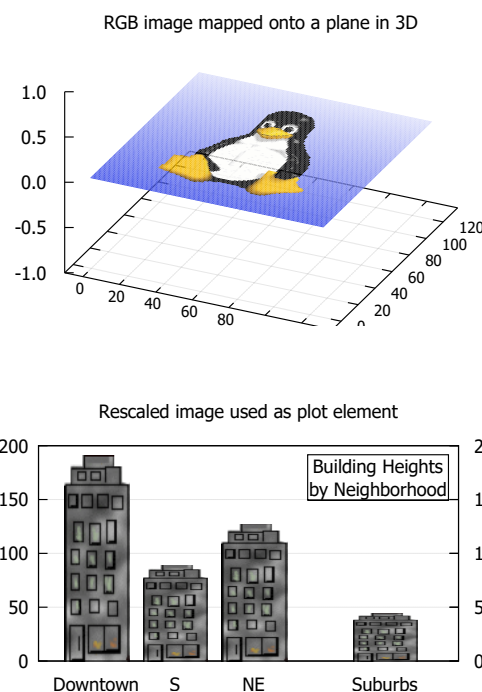 RGB image mapped onto a plane in 3D
1.0
0.5
0.0
-0.5
-1.0
0 20 40 60 80
0 20 40 60 80 100 120
Rescaled image used as plot element
200
150
100
50
0
Building Heights
by Neighborhood
Downtown S NE Suburbs